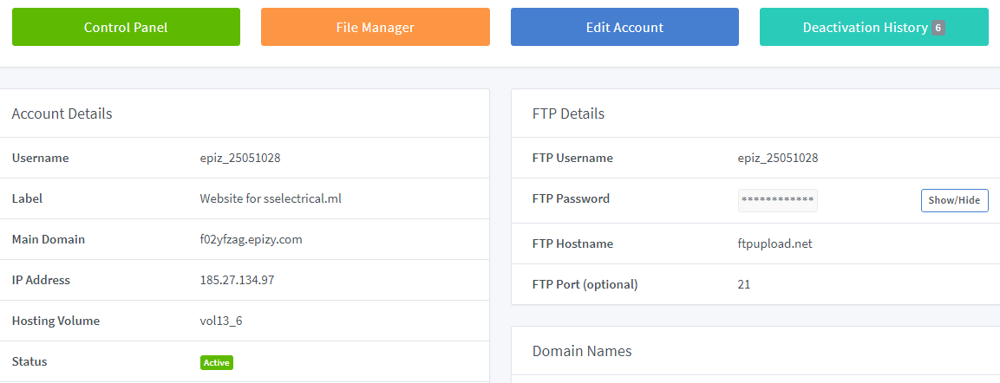 Control Panel
File Manager
Edit Account
Deactivation History 6
Account Details
Username epiz_25051028
Label Website for sselectrical.ml
Main Domain f02yfzag.epizy.com
IP Address 185.27.134.97
Hosting Volume vol13_6
Status Active
FTP Details
FTP Username epiz_25051028
FTP Password ************ Show/Hide
FTP Hostname ftpupload.net
FTP Port (optional) 21
Domain Names